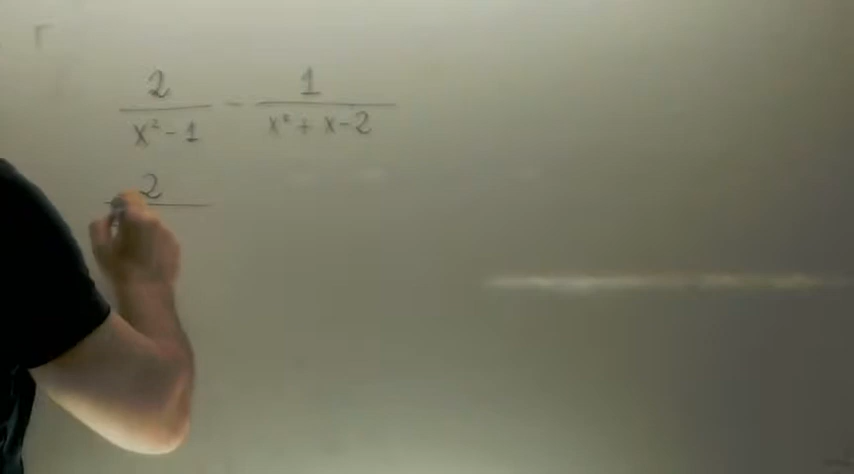 2/(x² - 1) - 1/(x² + x - 2)
2